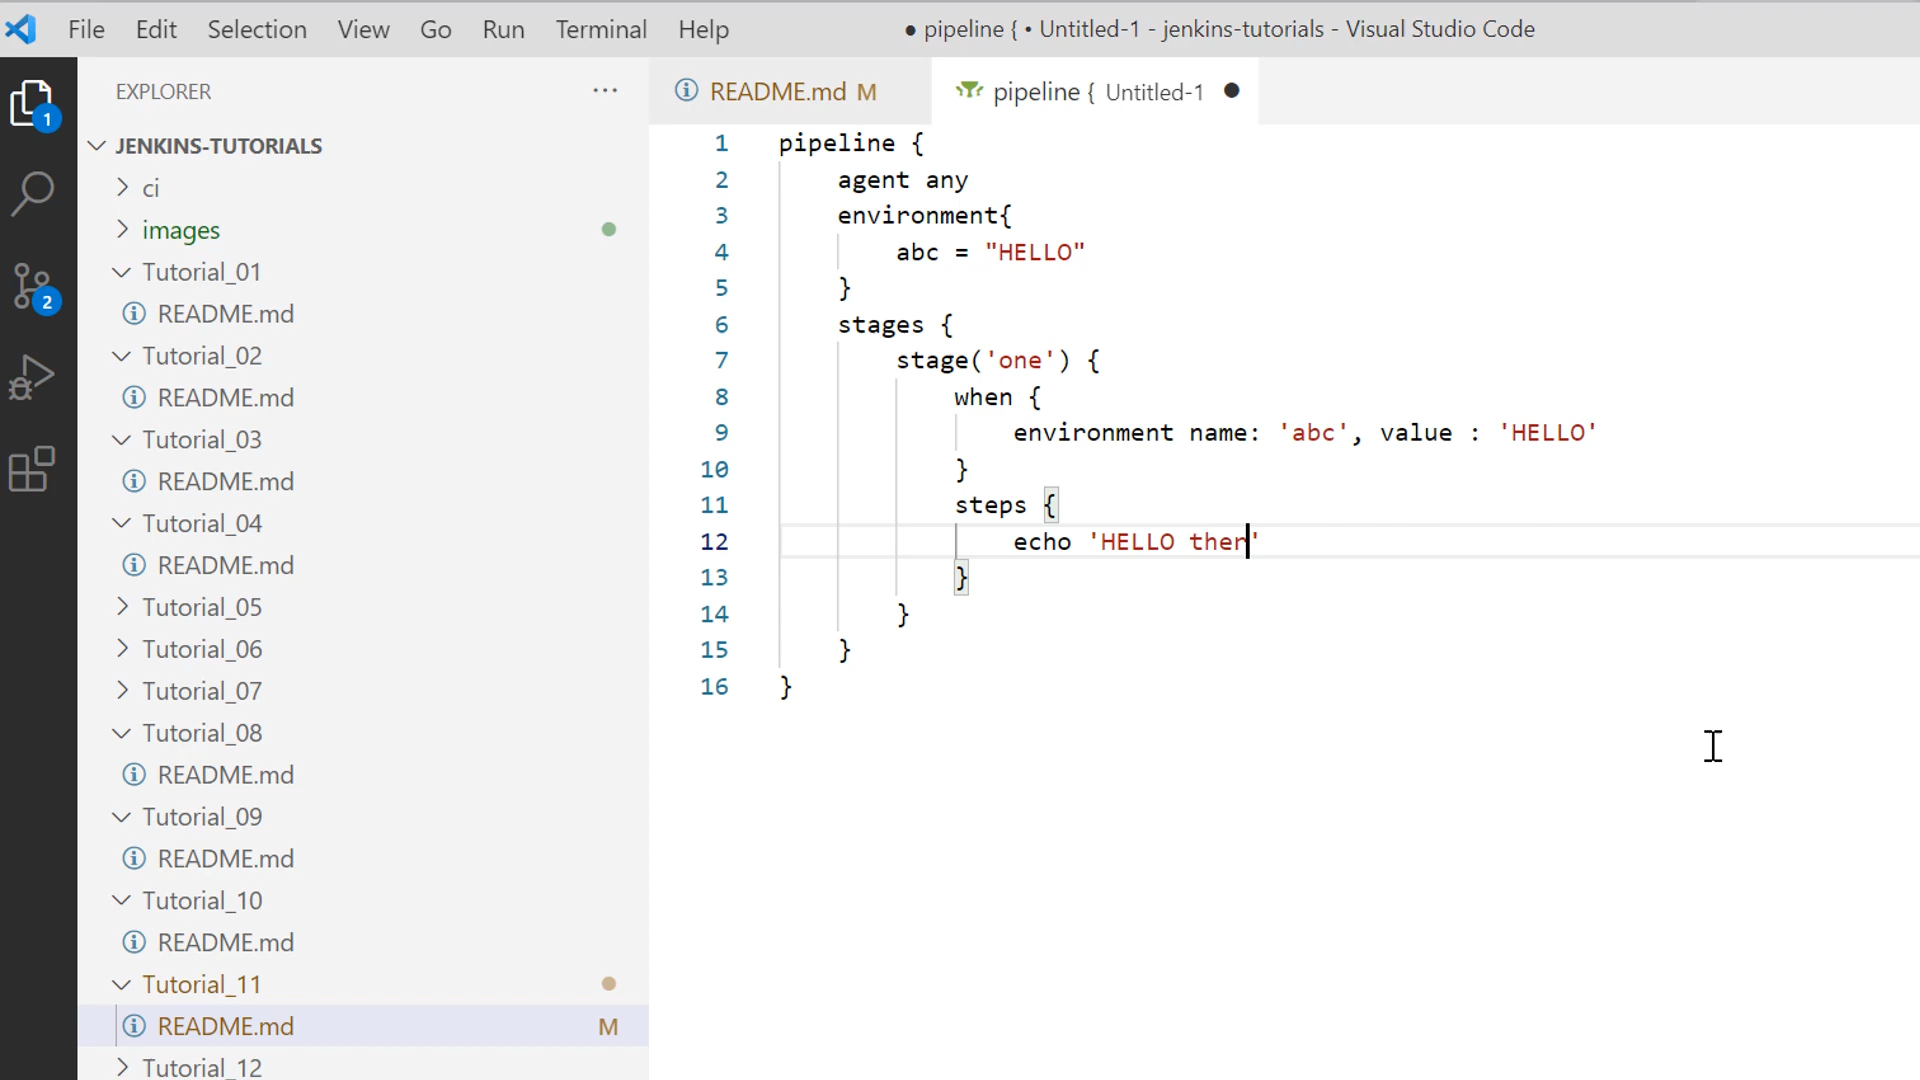 File Edit Selection View Go Run Terminal Help
● pipeline { • Untitled-1 - jenkins-tutorials - Visual Studio Code
EXPLORER
JENKINS-TUTORIALS
ci
images
Tutorial_01
README.md
Tutorial_02
README.md
Tutorial_03
README.md
Tutorial_04
README.md
Tutorial_05
Tutorial_06
Tutorial_07
Tutorial_08
README.md
Tutorial_09
README.md
Tutorial_10
README.md
Tutorial_11
README.md M
Tutorial_12
1
2
README.md M
pipeline { Untitled-1 ●
1 pipeline {
2 agent any
3 environment{
4 abc = "HELLO"
5 }
6 stages {
7 stage('one') {
8 when {
9 environment name: 'abc', value : 'HELLO'
10 }
11 steps {
12 echo 'HELLO ther'
13 }
14 }
15 }
16 }